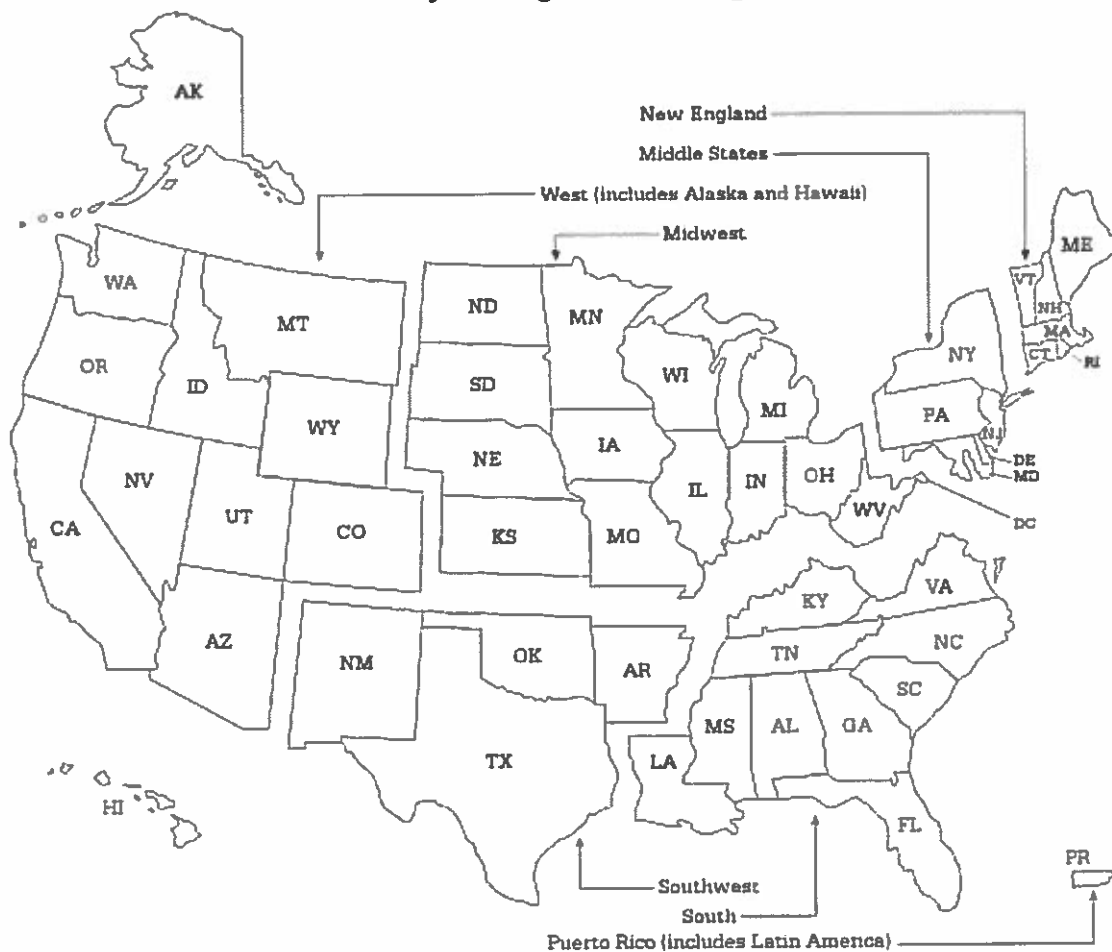 AK
New England
Middle States
West (includes Alaska and Hawaii)
Midwest
ME
WA
VT
ND
MT
MN
NH
MA
OR
NY
CT
RI
ID
SD
WI
MI
PA
WY
NJ
IA
NE
DE
MD
NV
IL
IN
OH
UT
WV
CA
CO
KS
MO
DC
VA
KY
AZ
NC
TN
OK
NM
AR
SC
MS
AL
GA
TX
LA
HI
FL
PR
Southwest
South
Puerto Rico (includes Latin America)